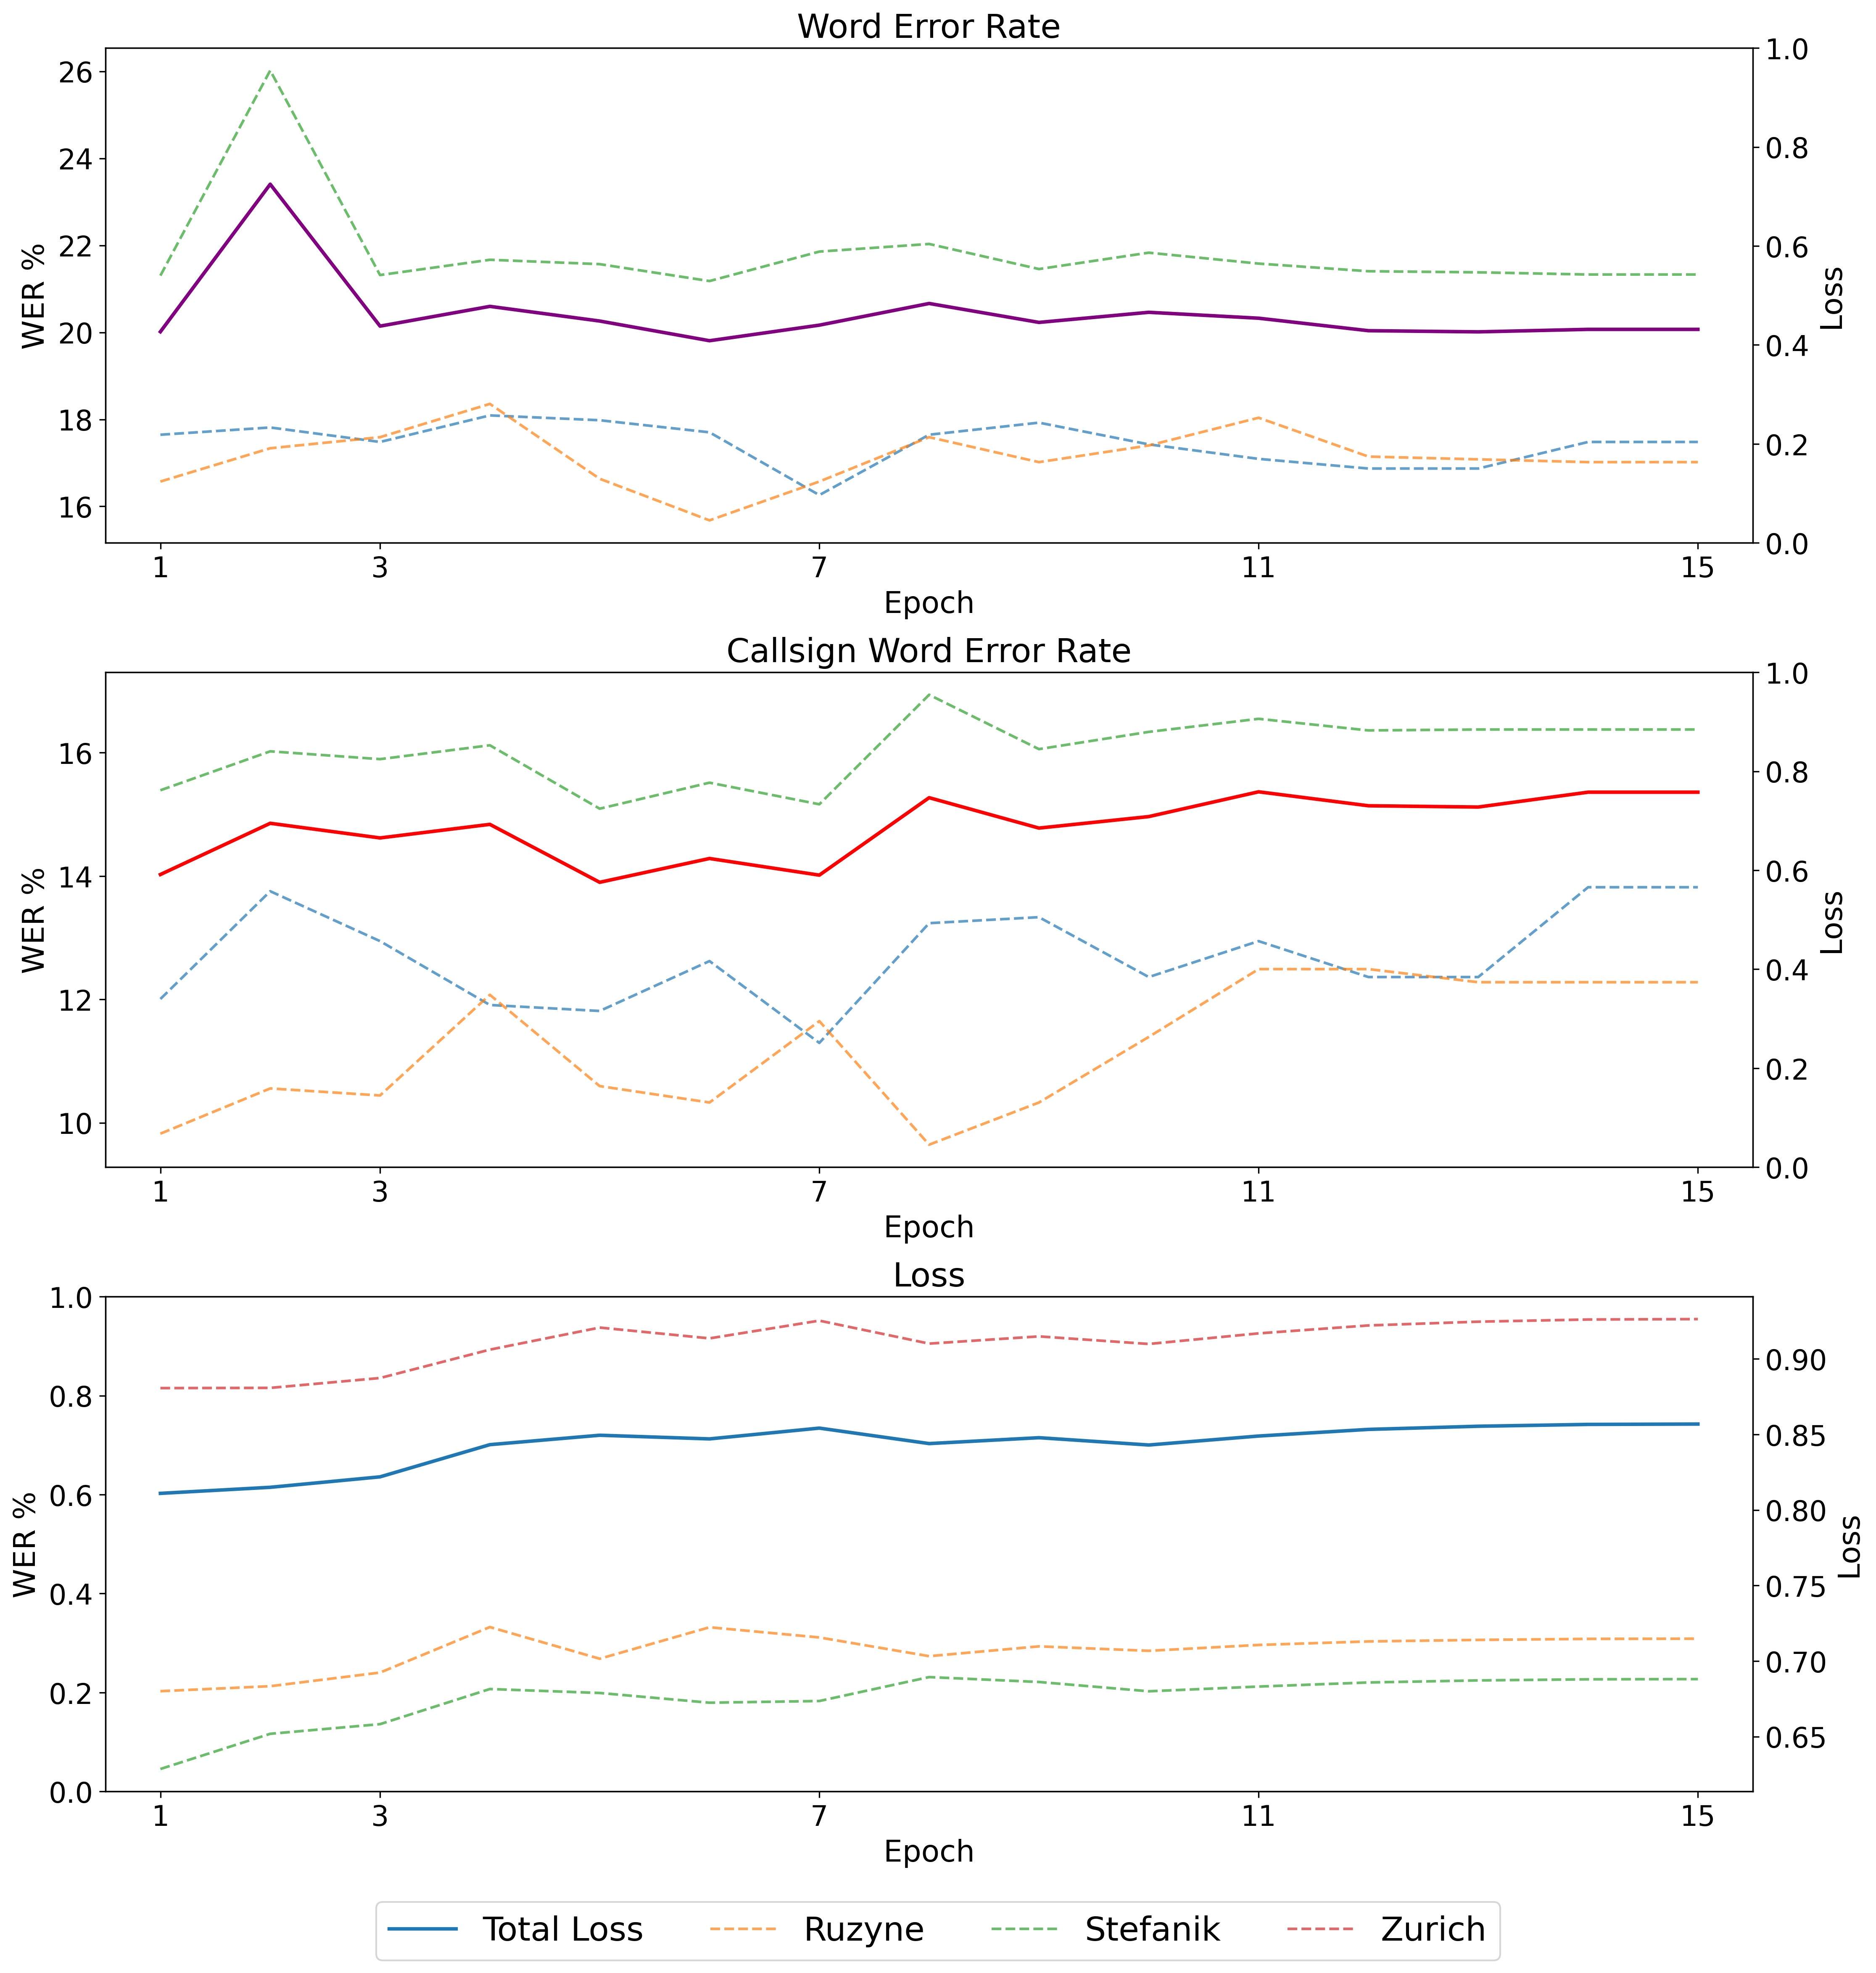 Word Error Rate
26
24
22
20
18
16
WER %
1.0
0.8
0.6
0.4
0.2
0.0
Loss
1 3 7 11 15
Epoch
Callsign Word Error Rate
16
14
12
10
WER %
1.0
0.8
0.6
0.4
0.2
0.0
Loss
1 3 7 11 15
Epoch
Loss
1.0
0.8
0.6
0.4
0.2
0.0
WER %
0.90
0.85
0.80
0.75
0.70
0.65
Loss
1 3 7 11 15
Epoch
Total Loss Ruzyne Stefanik Zurich